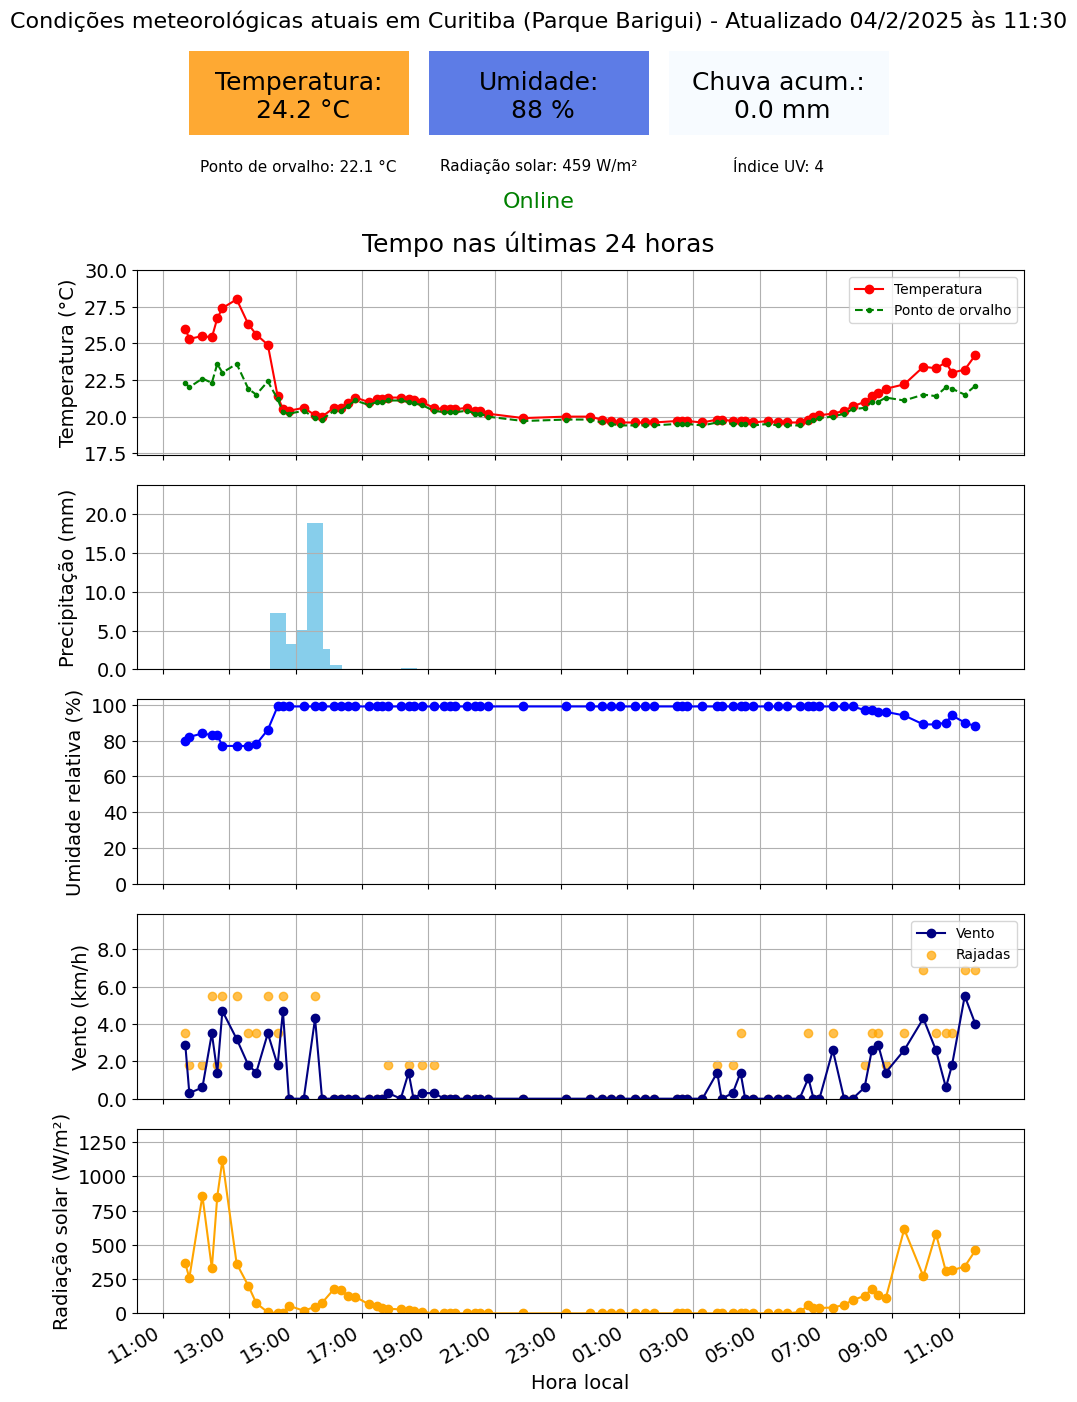 Condições meteorológicas atuais em Curitiba (Parque Barigui) - Atualizado 04/2/2025 às 11:30
Temperatura:
24.2 °C
Umidade:
88 %
Chuva acum.:
0.0 mm
Ponto de orvalho: 22.1 °C
Radiação solar: 459 W/m²
Índice UV: 4
Online
Tempo nas últimas 24 horas
Temperatura (°C)
30.0
27.5
25.0
22.5
20.0
17.5
Temperatura
Ponto de orvalho
Precipitação (mm)
20.0
15.0
10.0
5.0
0.0
Umidade relativa (%)
100
80
60
40
20
0
Vento (km/h)
8.0
6.0
4.0
2.0
0.0
Vento
Rajadas
Radiação solar (W/m²)
1250
1000
750
500
250
0
11:00
13:00
15:00
17:00
19:00
21:00
23:00
01:00
03:00
05:00
07:00
09:00
11:00
Hora local